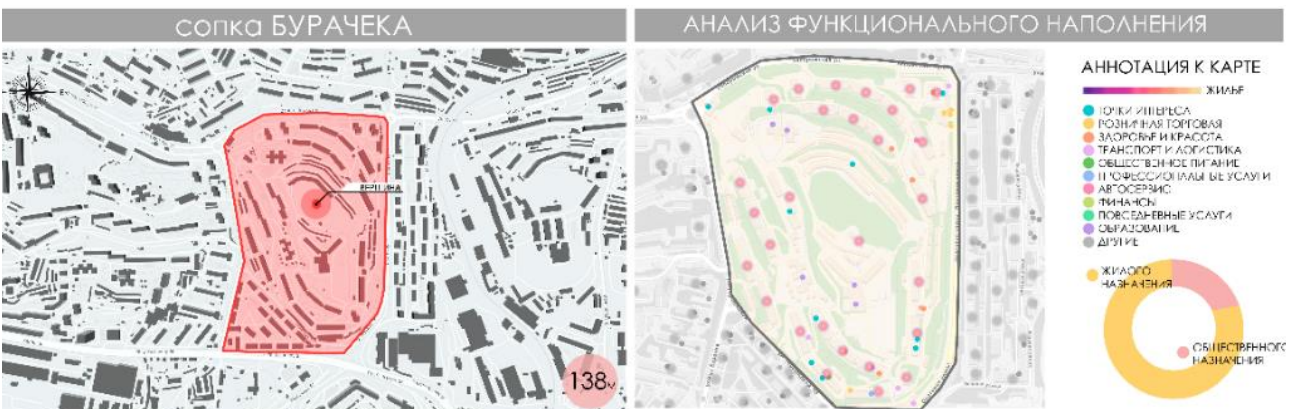 сопка БУРАЧЕКА
АНАЛИЗ ФУНКЦИОНАЛЬНОГО НАПОЛНЕНИЯ
ВЕРШИНА
138м
АННОТАЦИЯ К КАРТЕ
ЖИЛЬЕ
ТОЧКИ ИНТЕРЕСА
РОЗНИЧНАЯ ТОРГОВАЯ
ЗДОРОВЬЕ И КРАСОТА
ТРАНСПОРТ И ЛОГИСТИКА
ОБЩЕСТВЕННОЕ ПИТАНИЕ
ПРОФЕССИОНАЛЬНЫЕ УСЛУГИ
АВТОСЕРВИС
ФИНАНСЫ
ПОВСЕДНЕВНЫЕ УСЛУГИ
ОБРАЗОВАНИЕ
ДРУГИЕ
ЖИЛОГО
НАЗНАЧЕНИЯ
ОБЩЕСТВЕННОГО
НАЗНАЧЕНИЯ